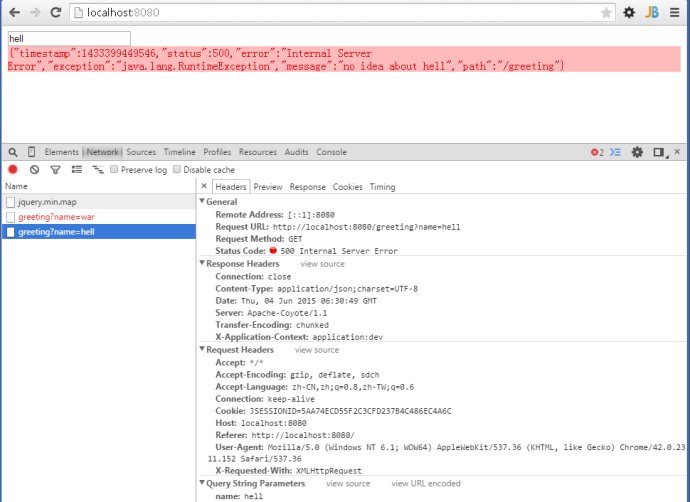 localhost:8080
JB
hell
{"timestamp":1433399449546,"status":500,"error":"Internal Server
Error","exception":"java.lang.RuntimeException","message":"no idea about hell","path":"/greeting"}
Elements Network Sources Timeline Profiles Resources Audits Console 2
Preserve log Disable cache
Name
× Headers Preview Response Cookies Timing
jquery.min.map
greeting?name=war
greeting?name=hell
General
Remote Address: [::1]:8080
Request URL: http://localhost:8080/greeting?name=hell
Request Method: GET
Status Code: 500 Internal Server Error
Response Headers view source
Connection: close
Content-Type: application/json;charset=UTF-8
Date: Thu, 04 Jun 2015 06:30:49 GMT
Server: Apache-Coyote/1.1
Transfer-Encoding: chunked
X-Application-Context: application:dev
Request Headers view source
Accept: */*
Accept-Encoding: gzip, deflate, sdch
Accept-Language: zh-CN,zh;q=0.8,zh-TW;q=0.6
Connection: keep-alive
Cookie: JSESSIONID=5AA74ECD55F2C3CFD237B4C486EC4A6C
Host: localhost:8080
Referer: http://localhost:8080/
User-Agent: Mozilla/5.0 (Windows NT 6.1; WOW64) AppleWebKit/537.36 (KHTML, like Gecko) Chrome/42.0.23
11.152 Safari/537.36
X-Requested-With: XMLHttpRequest
Query String Parameters view source view URL encoded
name: hell